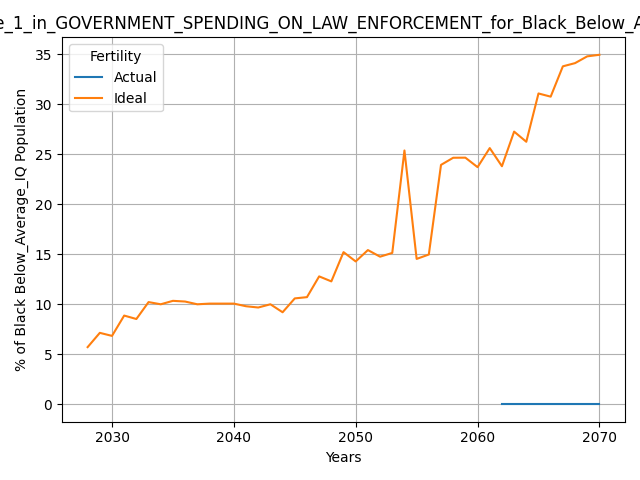 e_1_in_GOVERNMENT_SPENDING_ON_LAW_ENFORCEMENT_for_Black_Below_A
Fertility
Actual
Ideal
% of Black Below_Average_IQ Population
35
30
25
20
15
10
5
0
2030 2040 2050 2060 2070
Years